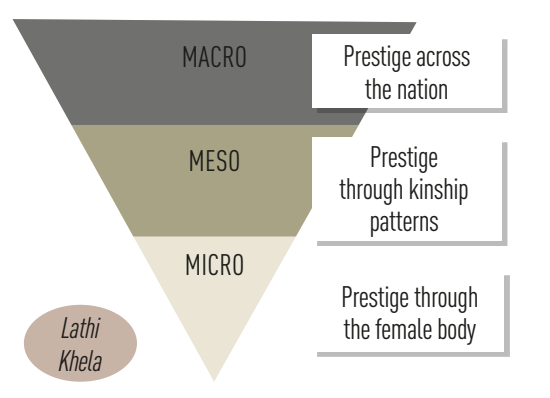 MACRO
Prestige across
the nation
MESO
Prestige
through kinship
patterns
MICRO
Prestige through
the female body
Lathi
Khela